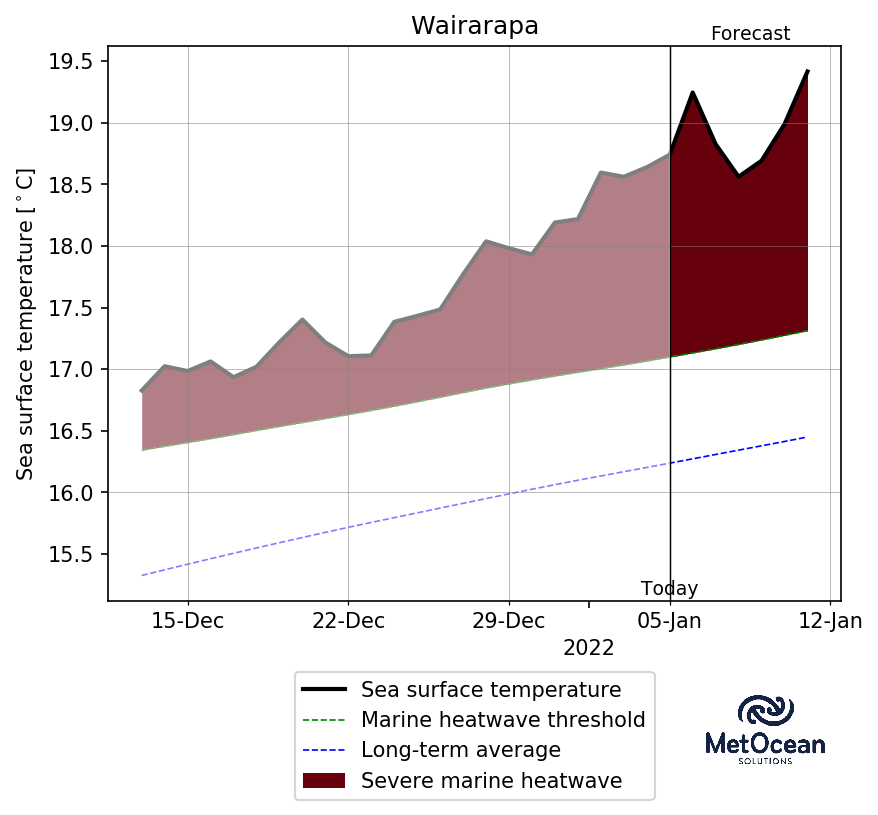 Wairarapa
Forecast
Sea surface temperature [°C]
19.5
19.0
18.5
18.0
17.5
17.0
16.5
16.0
15.5
Today
15-Dec
22-Dec
29-Dec
05-Jan
12-Jan
2022
Sea surface temperature
Marine heatwave threshold
Long-term average
Severe marine heatwave
MetOcean
SOLUTIONS